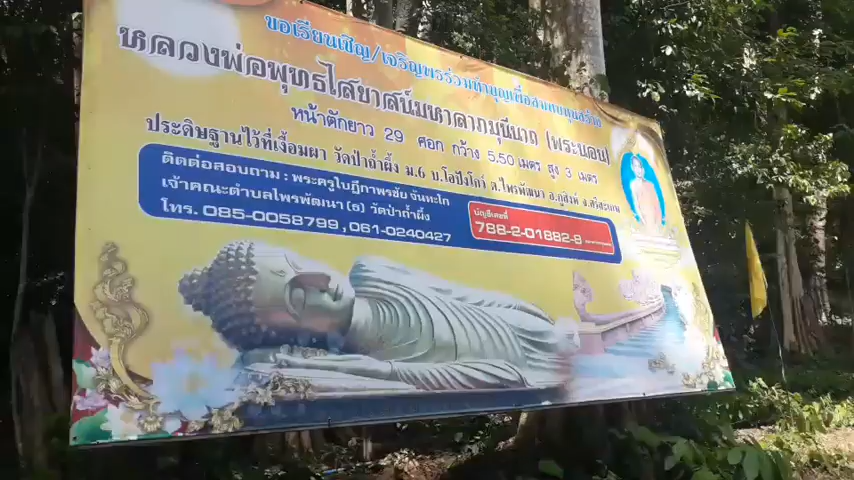 ขอเรียนเชิญ/เจริญพรร่วมทำบุญเพื่อสมทบทุนสร้าง
หลวงพ่อพุทธไสยาสน์มหาลาภมุนีนาถ (พระนอน)
หน้าตักยาว 29 ศอก กว้าง 5.50 เมตร สูง 3 เมตร
ประดิษฐานไว้ที่เงื้อมผา วัดป่าถ้ำผึ้ง ม.6 บ.โอปังโกว์ ต.ไพรพัฒนา อ.ภูสิงห์ จ.ศรีสะเกษ
ติดต่อสอบถาม : พระครูใบฎีกาพรชัย จันทะโก
เจ้าคณะตำบลไพรพัฒนา (ธ) วัดป่าถ้ำผึ้ง
โทร. 085-0058799, 081-0240427
บัญชีเลขที่
788-2-01882-8